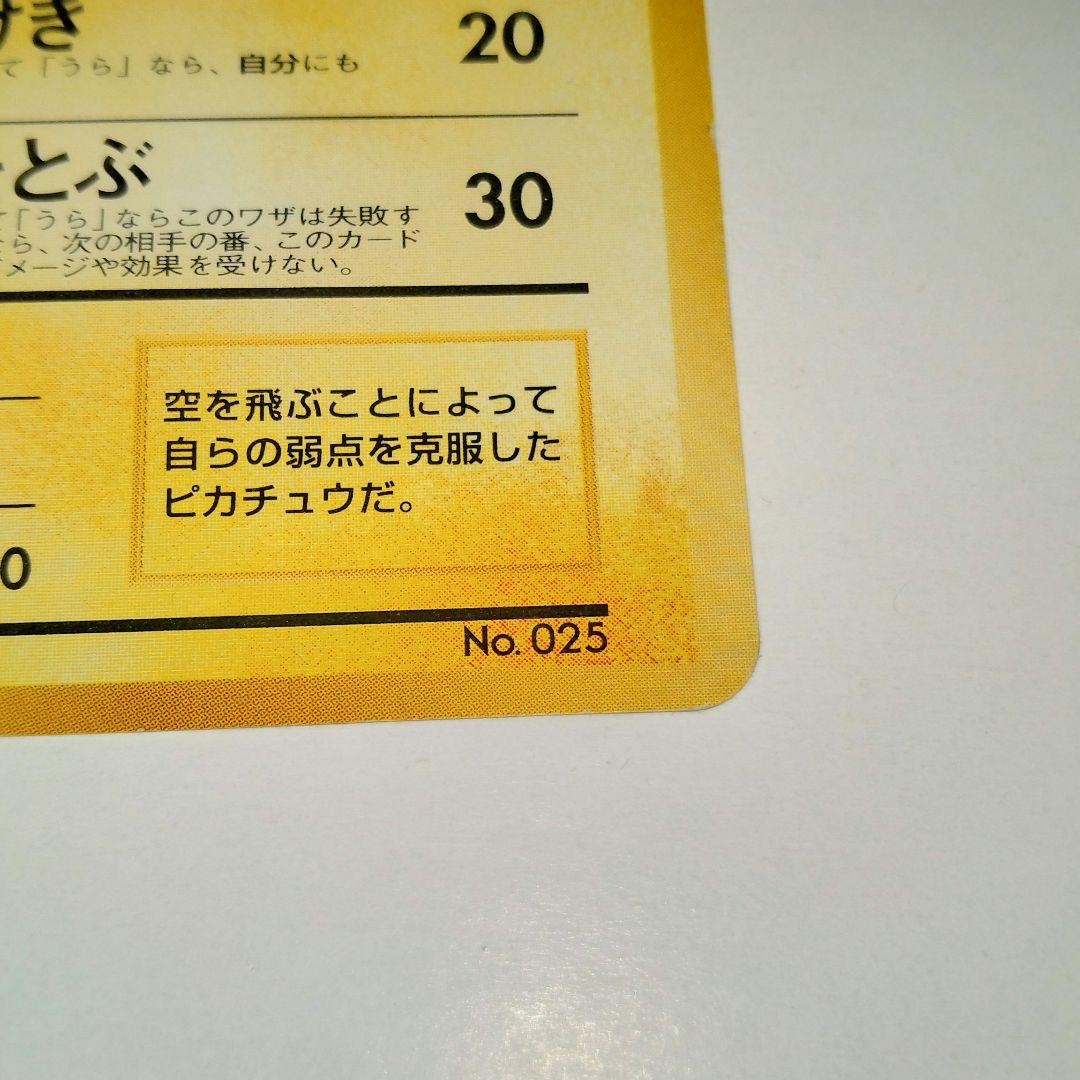 き 20
て「うら」なら、自分にも
とぶ 30
「うら」ならこのワザは失敗す
ら、次の相手の番、このカード
メージや効果を受けない。
空を飛ぶことによって
自らの弱点を克服した
ピカチュウだ。
0
No. 025